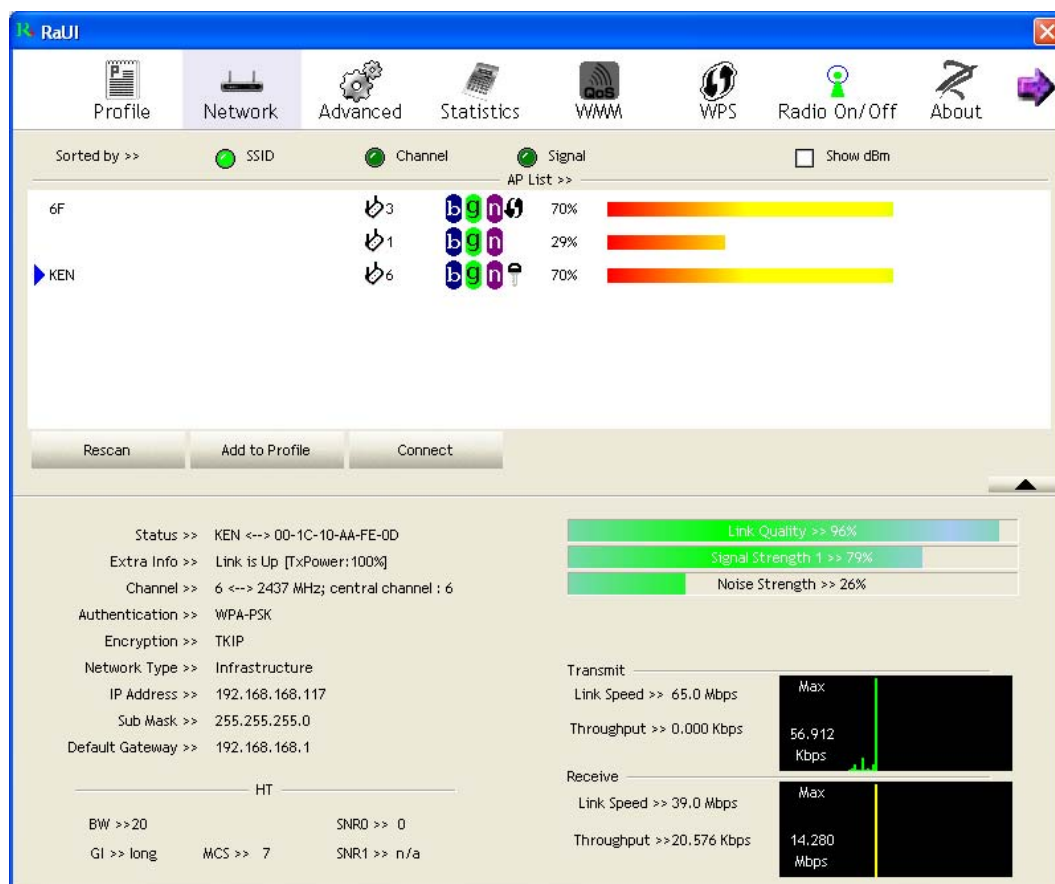 RaUI
Profile Network Advanced Statistics WMM WPS Radio On/Off About
P QoS
Sorted by >> SSID Channel Signal Show dBm
AP List >>
6F 3 b g n 70%
1 b g n 29%
KEN 6 b g n 70%
Rescan Add to Profile Connect
Status >> KEN <--> 00-1C-10-AA-FE-0D
Extra Info >> Link is Up [TxPower:100%]
Channel >> 6 <--> 2437 MHz; central channel : 6
Authentication >> WPA-PSK
Encryption >> TKIP
Network Type >> Infrastructure
IP Address >> 192.168.168.117
Sub Mask >> 255.255.255.0
Default Gateway >> 192.168.168.1
HT
BW >>20 SNR0 >> 0
GI >> long MCS >> 7 SNR1 >> n/a
Link Quality >> 96%
Signal Strength 1 >> 79%
Noise Strength >> 26%
Transmit
Link Speed >> 65.0 Mbps
Throughput >> 0.000 Kbps
Max
56.912
Kbps
Receive
Link Speed >> 39.0 Mbps
Throughput >>20.576 Kbps
Max
14.280
Mbps